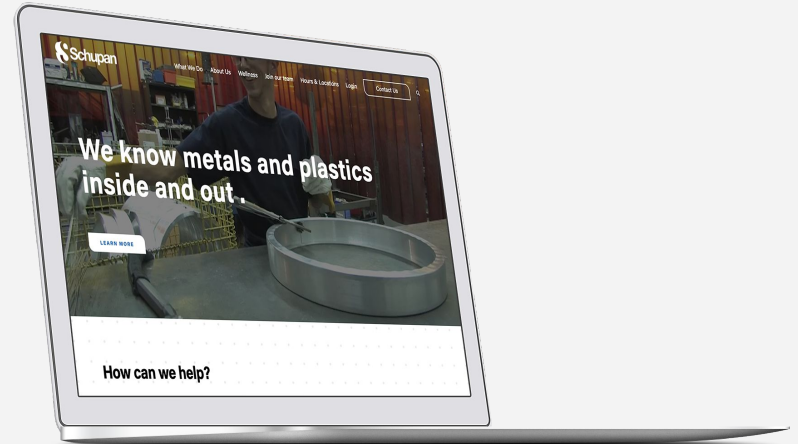 Schupan
What We Do About Us Wellness Join our team Hours & Locations Login Contact Us
We know metals and plastics
inside and out .
LEARN MORE
How can we help?